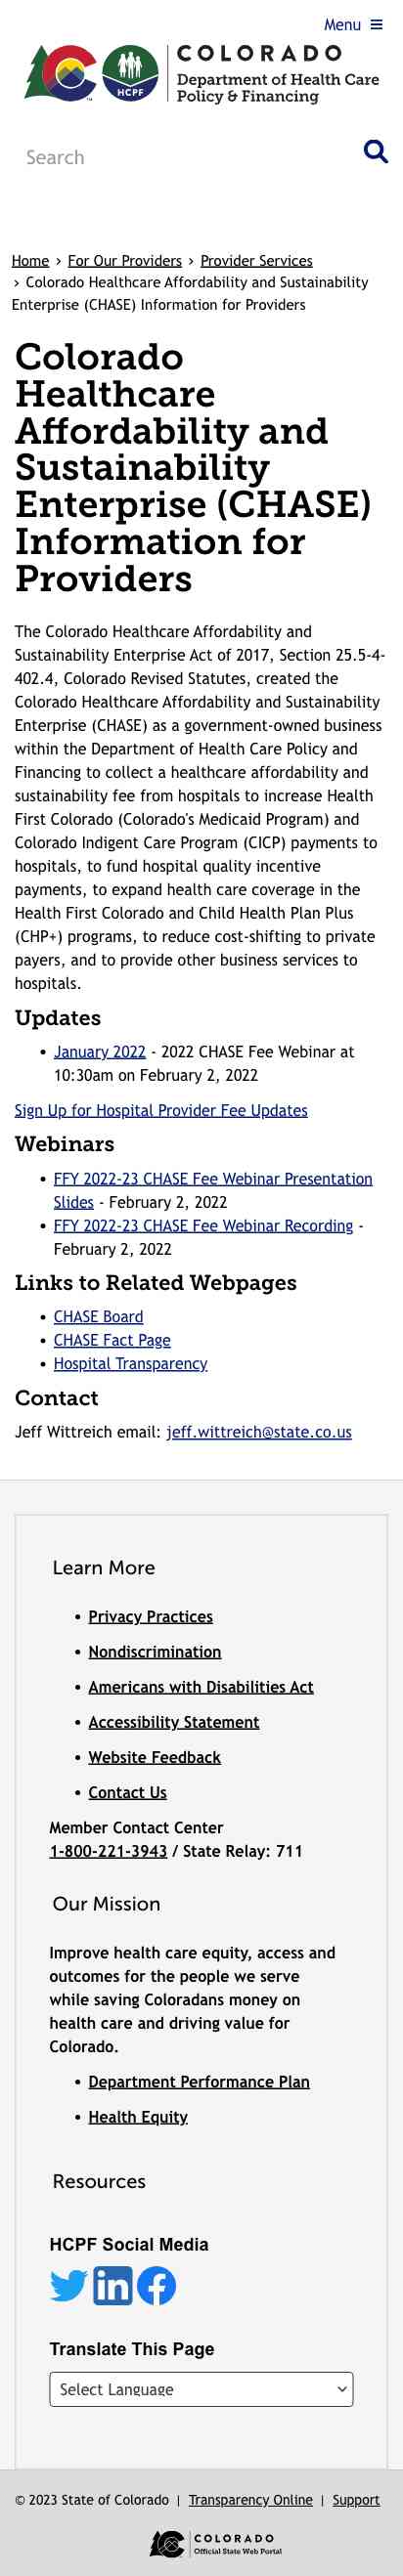 Menu
COLORADO
Department of Health Care
Policy & Financing
HCPF
TM
Search
Home › For Our Providers › Provider Services
› Colorado Healthcare Affordability and Sustainability
Enterprise (CHASE) Information for Providers
Colorado
Healthcare
Affordability and
Sustainability
Enterprise (CHASE)
Information for
Providers
The Colorado Healthcare Affordability and
Sustainability Enterprise Act of 2017, Section 25.5-4-
402.4, Colorado Revised Statutes, created the
Colorado Healthcare Affordability and Sustainability
Enterprise (CHASE) as a government-owned business
within the Department of Health Care Policy and
Financing to collect a healthcare affordability and
sustainability fee from hospitals to increase Health
First Colorado (Colorado's Medicaid Program) and
Colorado Indigent Care Program (CICP) payments to
hospitals, to fund hospital quality incentive
payments, to expand health care coverage in the
Health First Colorado and Child Health Plan Plus
(CHP+) programs, to reduce cost-shifting to private
payers, and to provide other business services to
hospitals.
Updates
• January 2022 - 2022 CHASE Fee Webinar at
10:30am on February 2, 2022
Sign Up for Hospital Provider Fee Updates
Webinars
• FFY 2022-23 CHASE Fee Webinar Presentation
Slides - February 2, 2022
• FFY 2022-23 CHASE Fee Webinar Recording -
February 2, 2022
Links to Related Webpages
• CHASE Board
• CHASE Fact Page
• Hospital Transparency
Contact
Jeff Wittreich email: jeff.wittreich@state.co.us
Learn More
• Privacy Practices
• Nondiscrimination
• Americans with Disabilities Act
• Accessibility Statement
• Website Feedback
• Contact Us
Member Contact Center
1-800-221-3943 / State Relay: 711
Our Mission
Improve health care equity, access and
outcomes for the people we serve
while saving Coloradans money on
health care and driving value for
Colorado.
• Department Performance Plan
• Health Equity
Resources
HCPF Social Media
Translate This Page
Select Language
© 2023 State of Colorado | Transparency Online | Support
COLORADO
Official State Web Portal